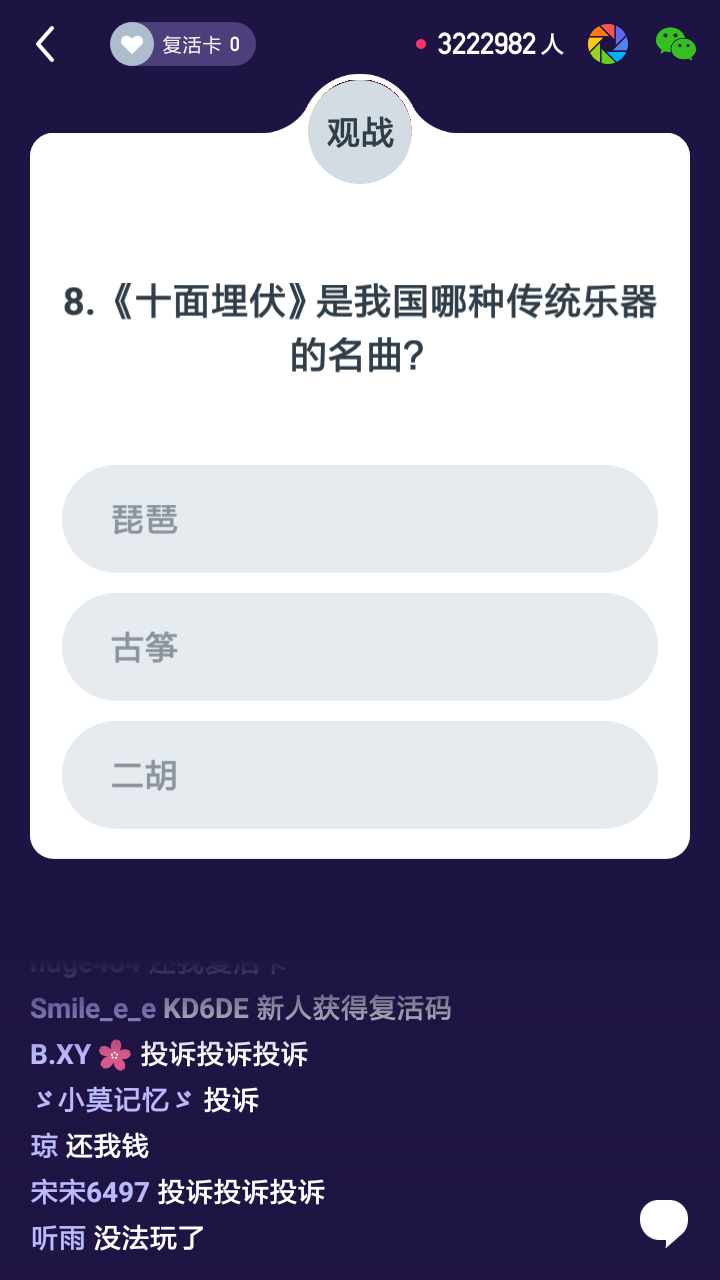 复活卡 0
3222982 人
观战
8.《十面埋伏》是我国哪种传统乐器
的名曲?
琵琶
古筝
二胡
Smile_e_e KD6DE 新人获得复活码
B.XY 🌸 投诉投诉投诉
ゞ小莫记忆ゞ 投诉
琼 还我钱
宋宋6497 投诉投诉投诉
听雨 没法玩了